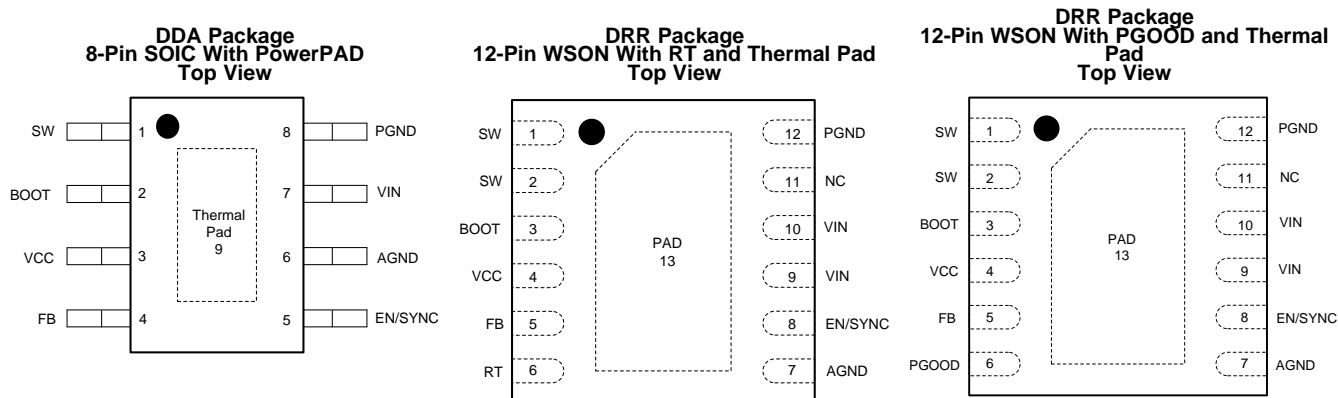 DDA Package
8-Pin SOIC With PowerPAD
Top View
SW 1 8 PGND
BOOT 2 7 VIN
Thermal
Pad
9
VCC 3 6 AGND
FB 4 5 EN/SYNC
DRR Package
12-Pin WSON With RT and Thermal Pad
Top View
SW 1 12 PGND
SW 2 11 NC
BOOT 3 10 VIN
PAD
13
VCC 4 9 VIN
FB 5 8 EN/SYNC
RT 6 7 AGND
DRR Package
12-Pin WSON With PGOOD and Thermal
Pad
Top View
SW 1 12 PGND
SW 2 11 NC
BOOT 3 10 VIN
PAD
13
VCC 4 9 VIN
FB 5 8 EN/SYNC
PGOOD 6 7 AGND